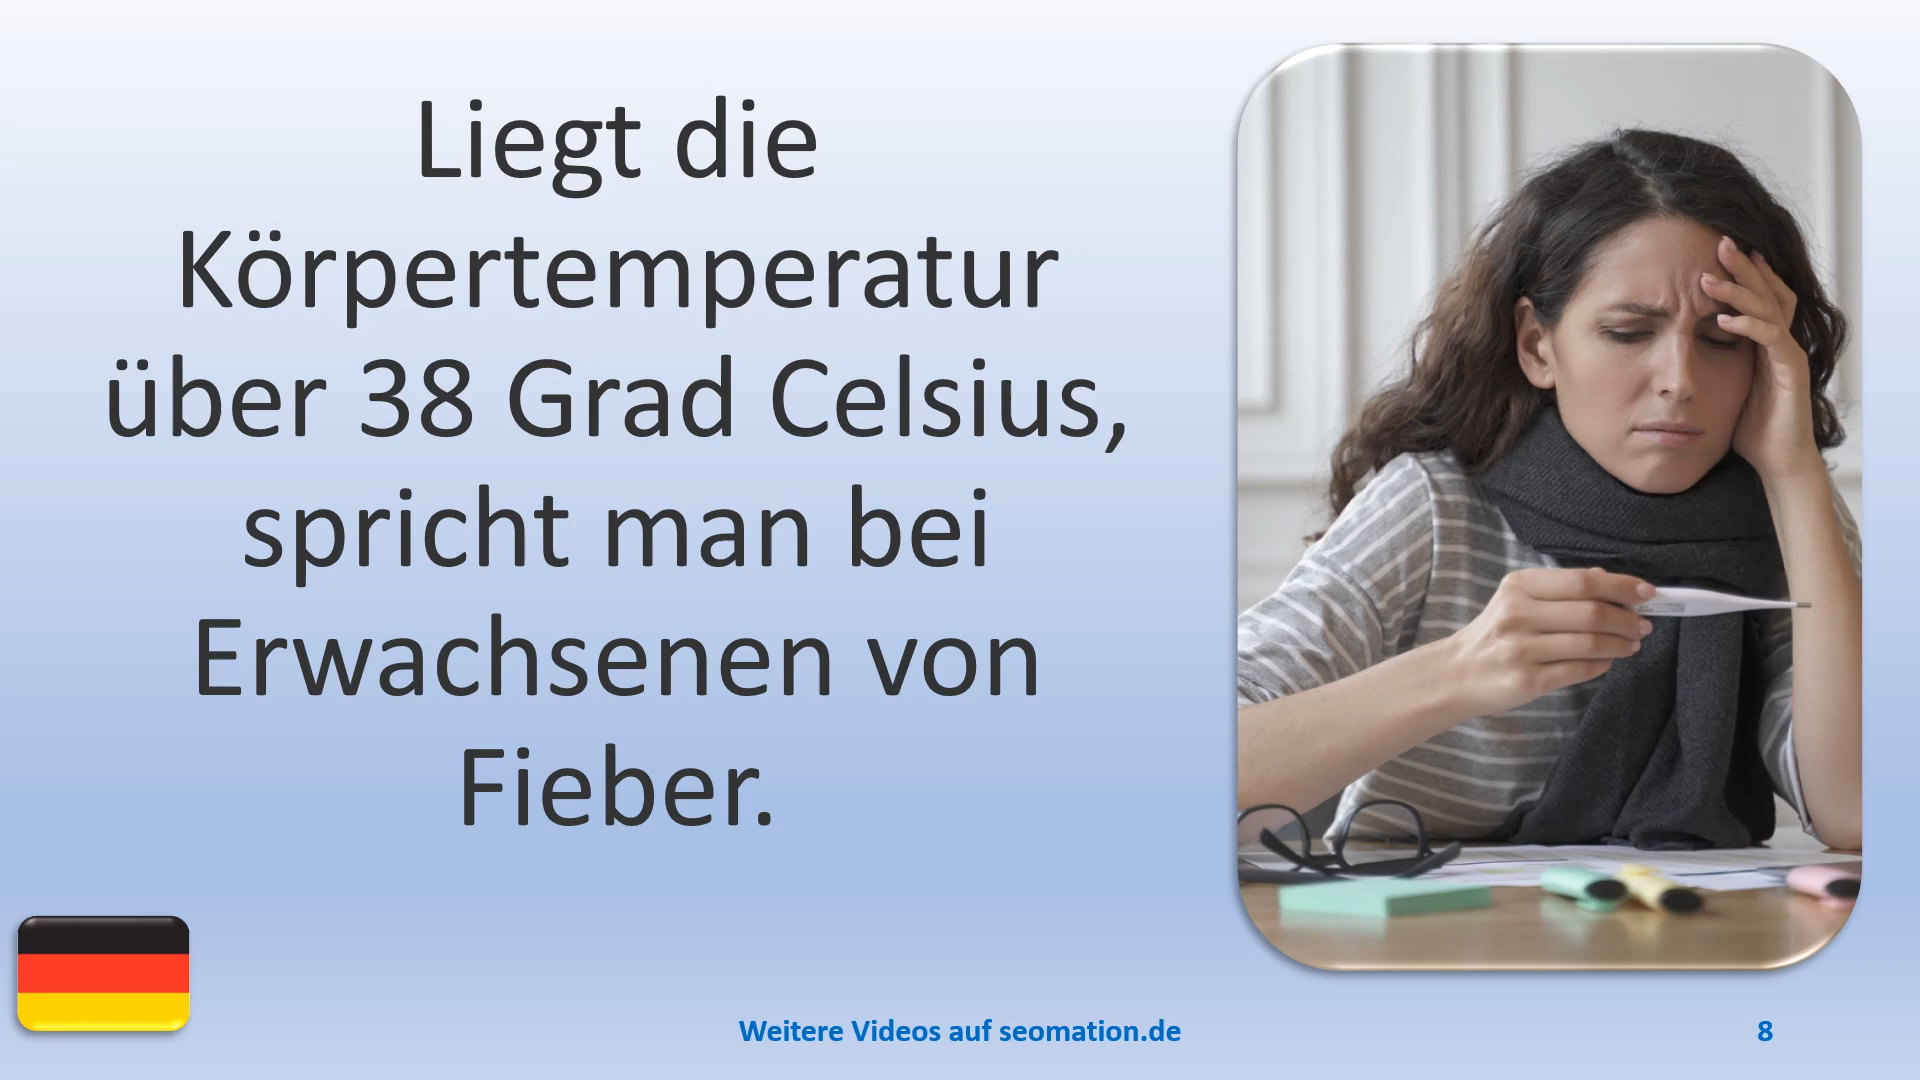 Liegt die
Körpertemperatur
über 38 Grad Celsius,
spricht man bei
Erwachsenen von
Fieber.
Weitere Videos auf seomation.de
8